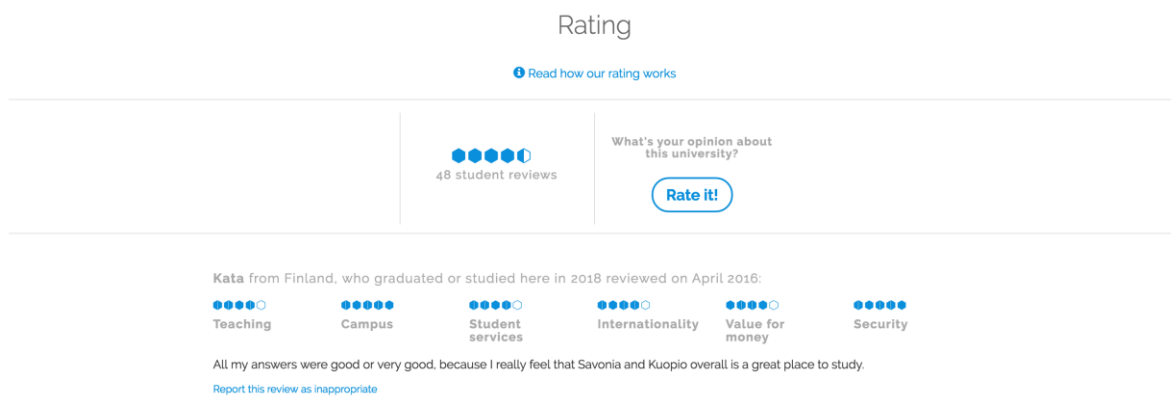 Rating
Read how our rating works
48 student reviews
What's your opinion about
this university?
Rate it!
Kata from Finland, who graduated or studied here in 2018 reviewed on April 2016:
Teaching
Campus
Student
services
Internationality
Value for
money
Security
All my answers were good or very good, because I really feel that Savonia and Kuopio overall is a great place to study.
Report this review as inappropriate